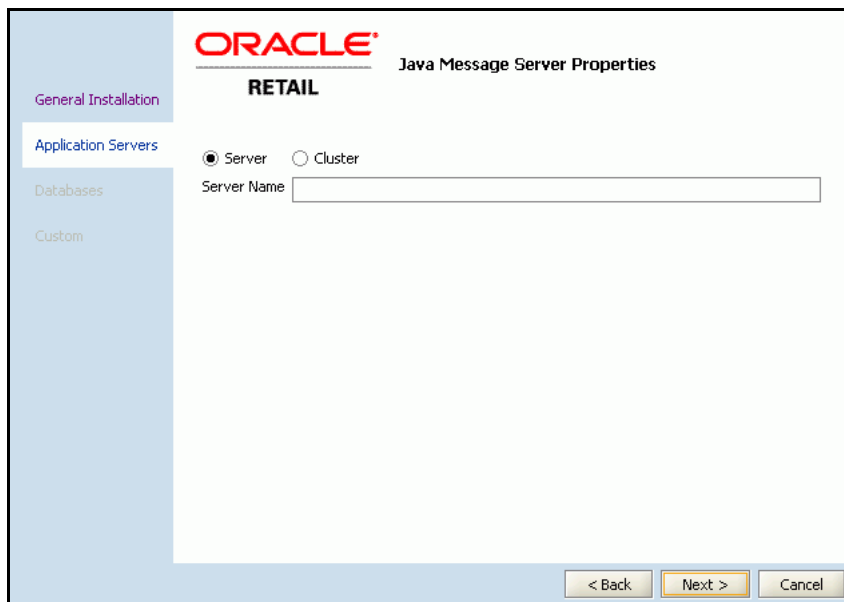 ORACLE®
RETAIL
Java Message Server Properties
General Installation
Application Servers
Databases
Custom
Server
Cluster
Server Name
< Back
Next >
Cancel